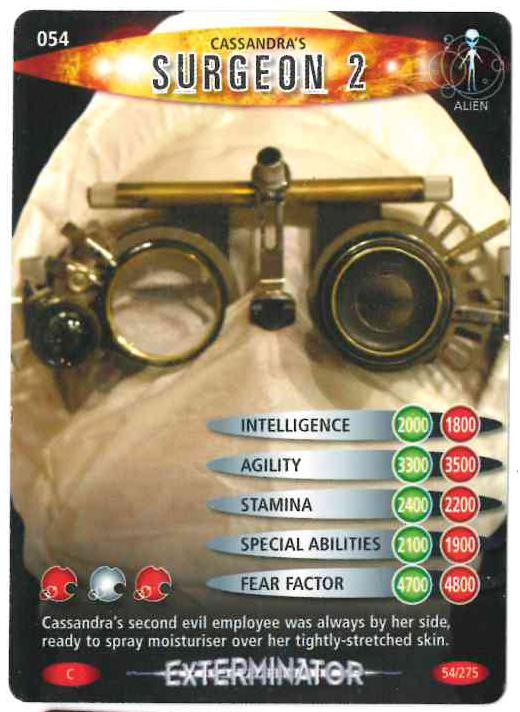 054
CASSANDRA'S
SURGEON 2
ALIEN
INTELLIGENCE 2000 1800
AGILITY 3300 3500
STAMINA 2400 2200
SPECIAL ABILITIES 2100 1900
FEAR FACTOR 4700 4800
Cassandra's second evil employee was always by her side,
ready to spray moisturiser over her tightly-stretched skin.
C EXTERMINATOR 54/275